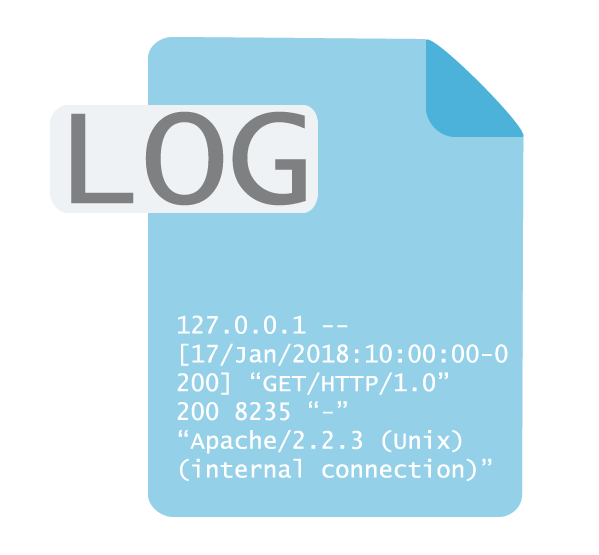 LOG
127.0.0.1 --
[17/Jan/2018:10:00:00-0
200] “GET/HTTP/1.0”
200 8235 “-”
“Apache/2.2.3 (Unix)
(internal connection)”